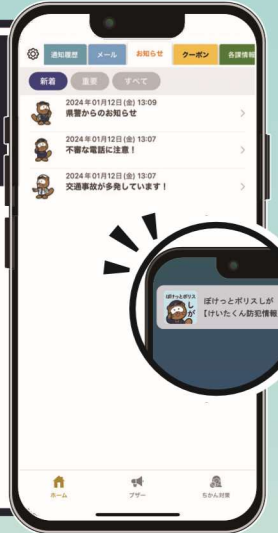 通知履歴
メール
お知らせ
クーポン
各課情報
新着
重要
すべて
2024年01月12日(金) 13:09
県警からのお知らせ
2024年01月12日(金) 13:07
不審な電話に注意！
2024年01月12日(金) 13:07
交通事故が多発しています！
ぽけっとポリス
しが
ぽけっとポリスしが
【けいたくん防犯情報
ホーム
ブザー
ちかん対策